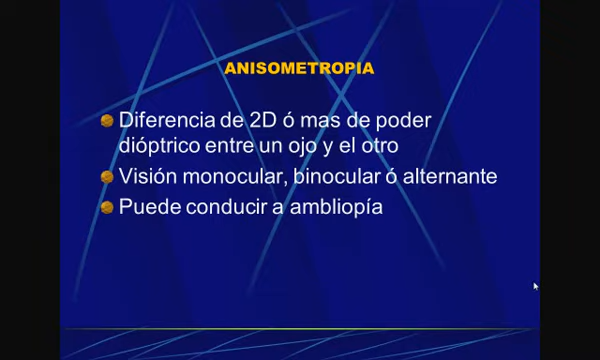 ANISOMETROPIA
Diferencia de 2D ó mas de poder
dióptrico entre un ojo y el otro
Visión monocular, binocular ó alternante
Puede conducir a ambliopía